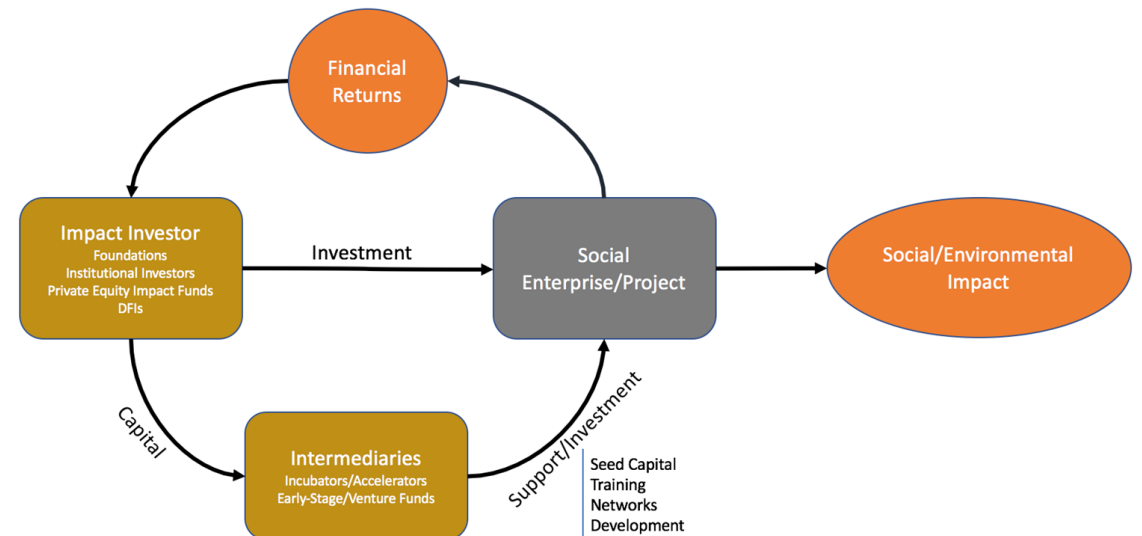 Financial
Returns
Impact Investor
Foundations
Institutional Investors
Private Equity Impact Funds
DFIs
Investment
Social
Enterprise/Project
Social/Environmental
Impact
Capital
Intermediaries
Incubators/Accelerators
Early-Stage/Venture Funds
Support/Investment
Seed Capital
Training
Networks
Development